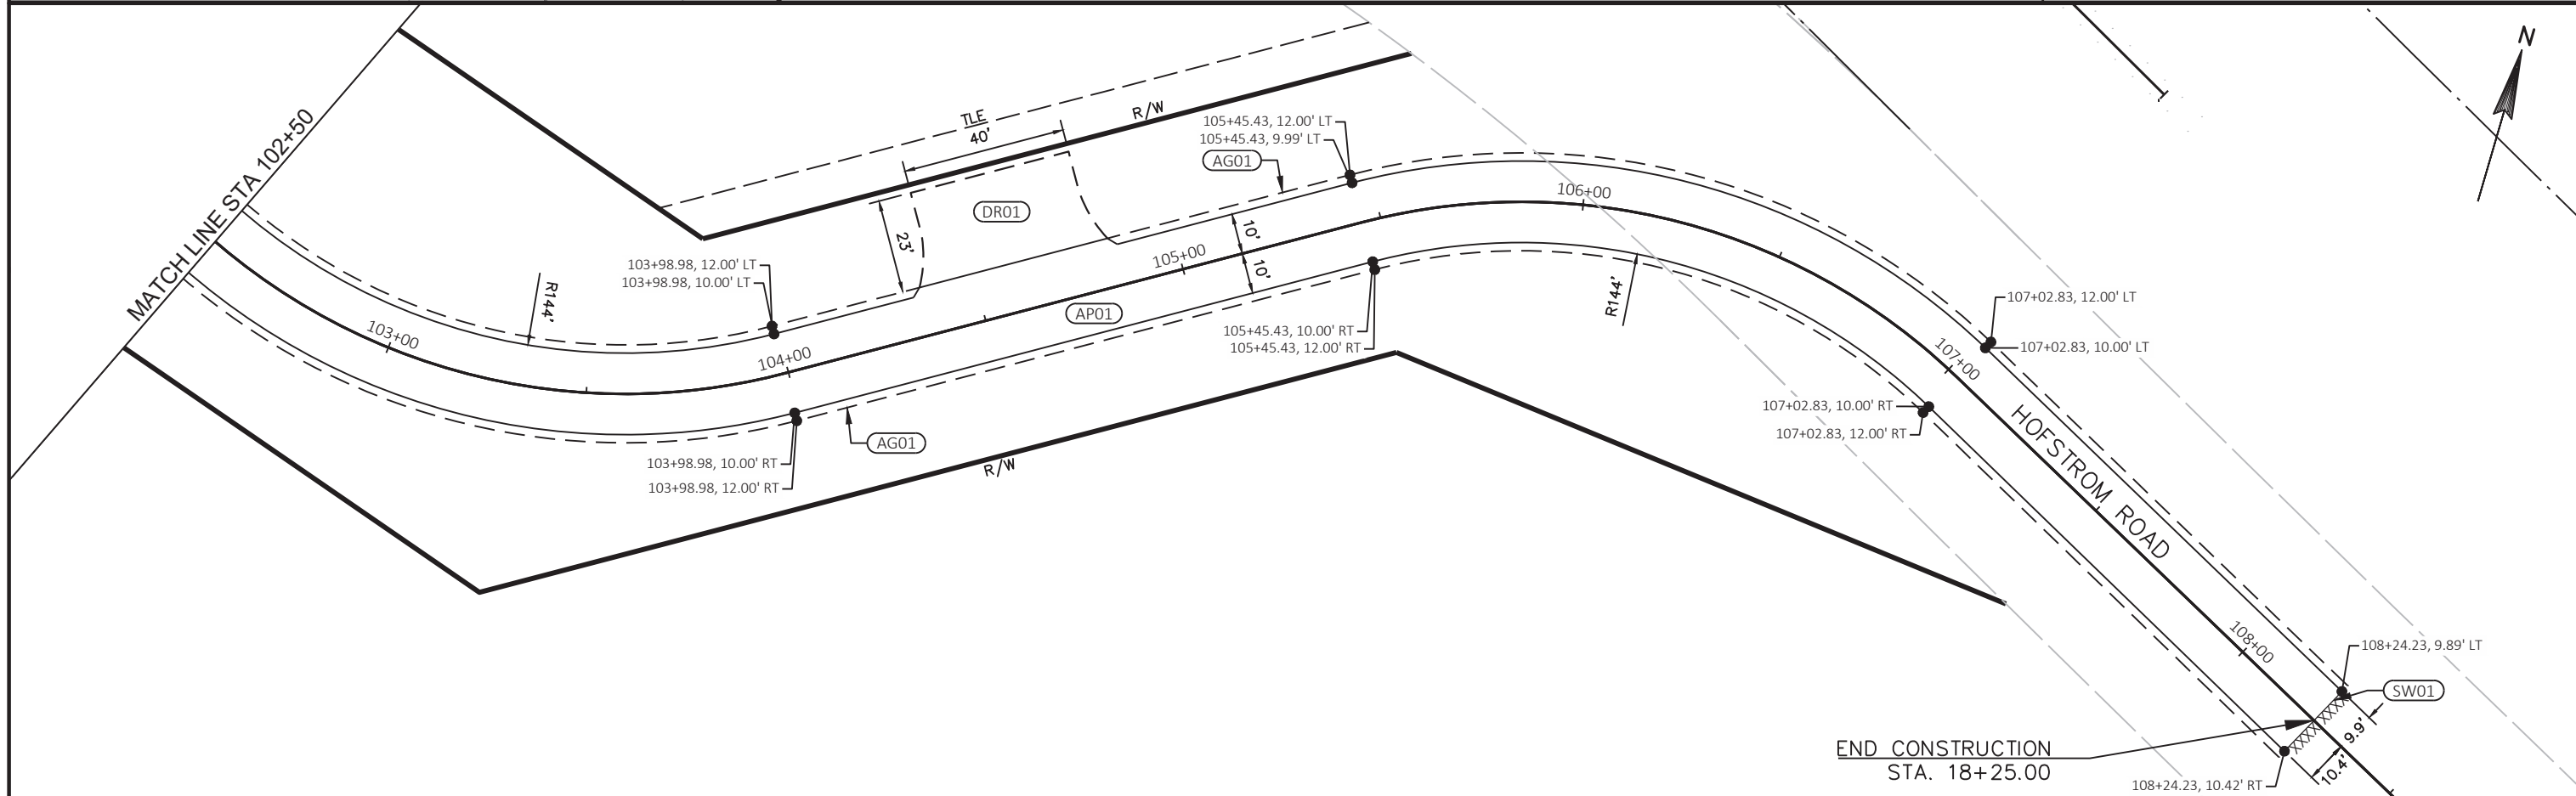 N
MATCH LINE STA 102+50
TLE
40'
R/W
105+45.43, 12.00' LT
105+45.43, 9.99' LT
AG01
DR01
23'
106+00
10'
10'
105+00
103+98.98, 12.00' LT
103+98.98, 10.00' LT
R144'
R144'
103+00
104+00
AP01
105+45.43, 10.00' RT
105+45.43, 12.00' RT
107+02.83, 12.00' LT
107+02.83, 10.00' LT
107+00
107+02.83, 10.00' RT
107+02.83, 12.00' RT
AG01
103+98.98, 10.00' RT
103+98.98, 12.00' RT
R/W
HOFSTROM ROAD
108+00
108+24.23, 9.89' LT
SW01
9.9'
10.4'
END CONSTRUCTION
STA. 18+25.00
108+24.23, 10.42' RT